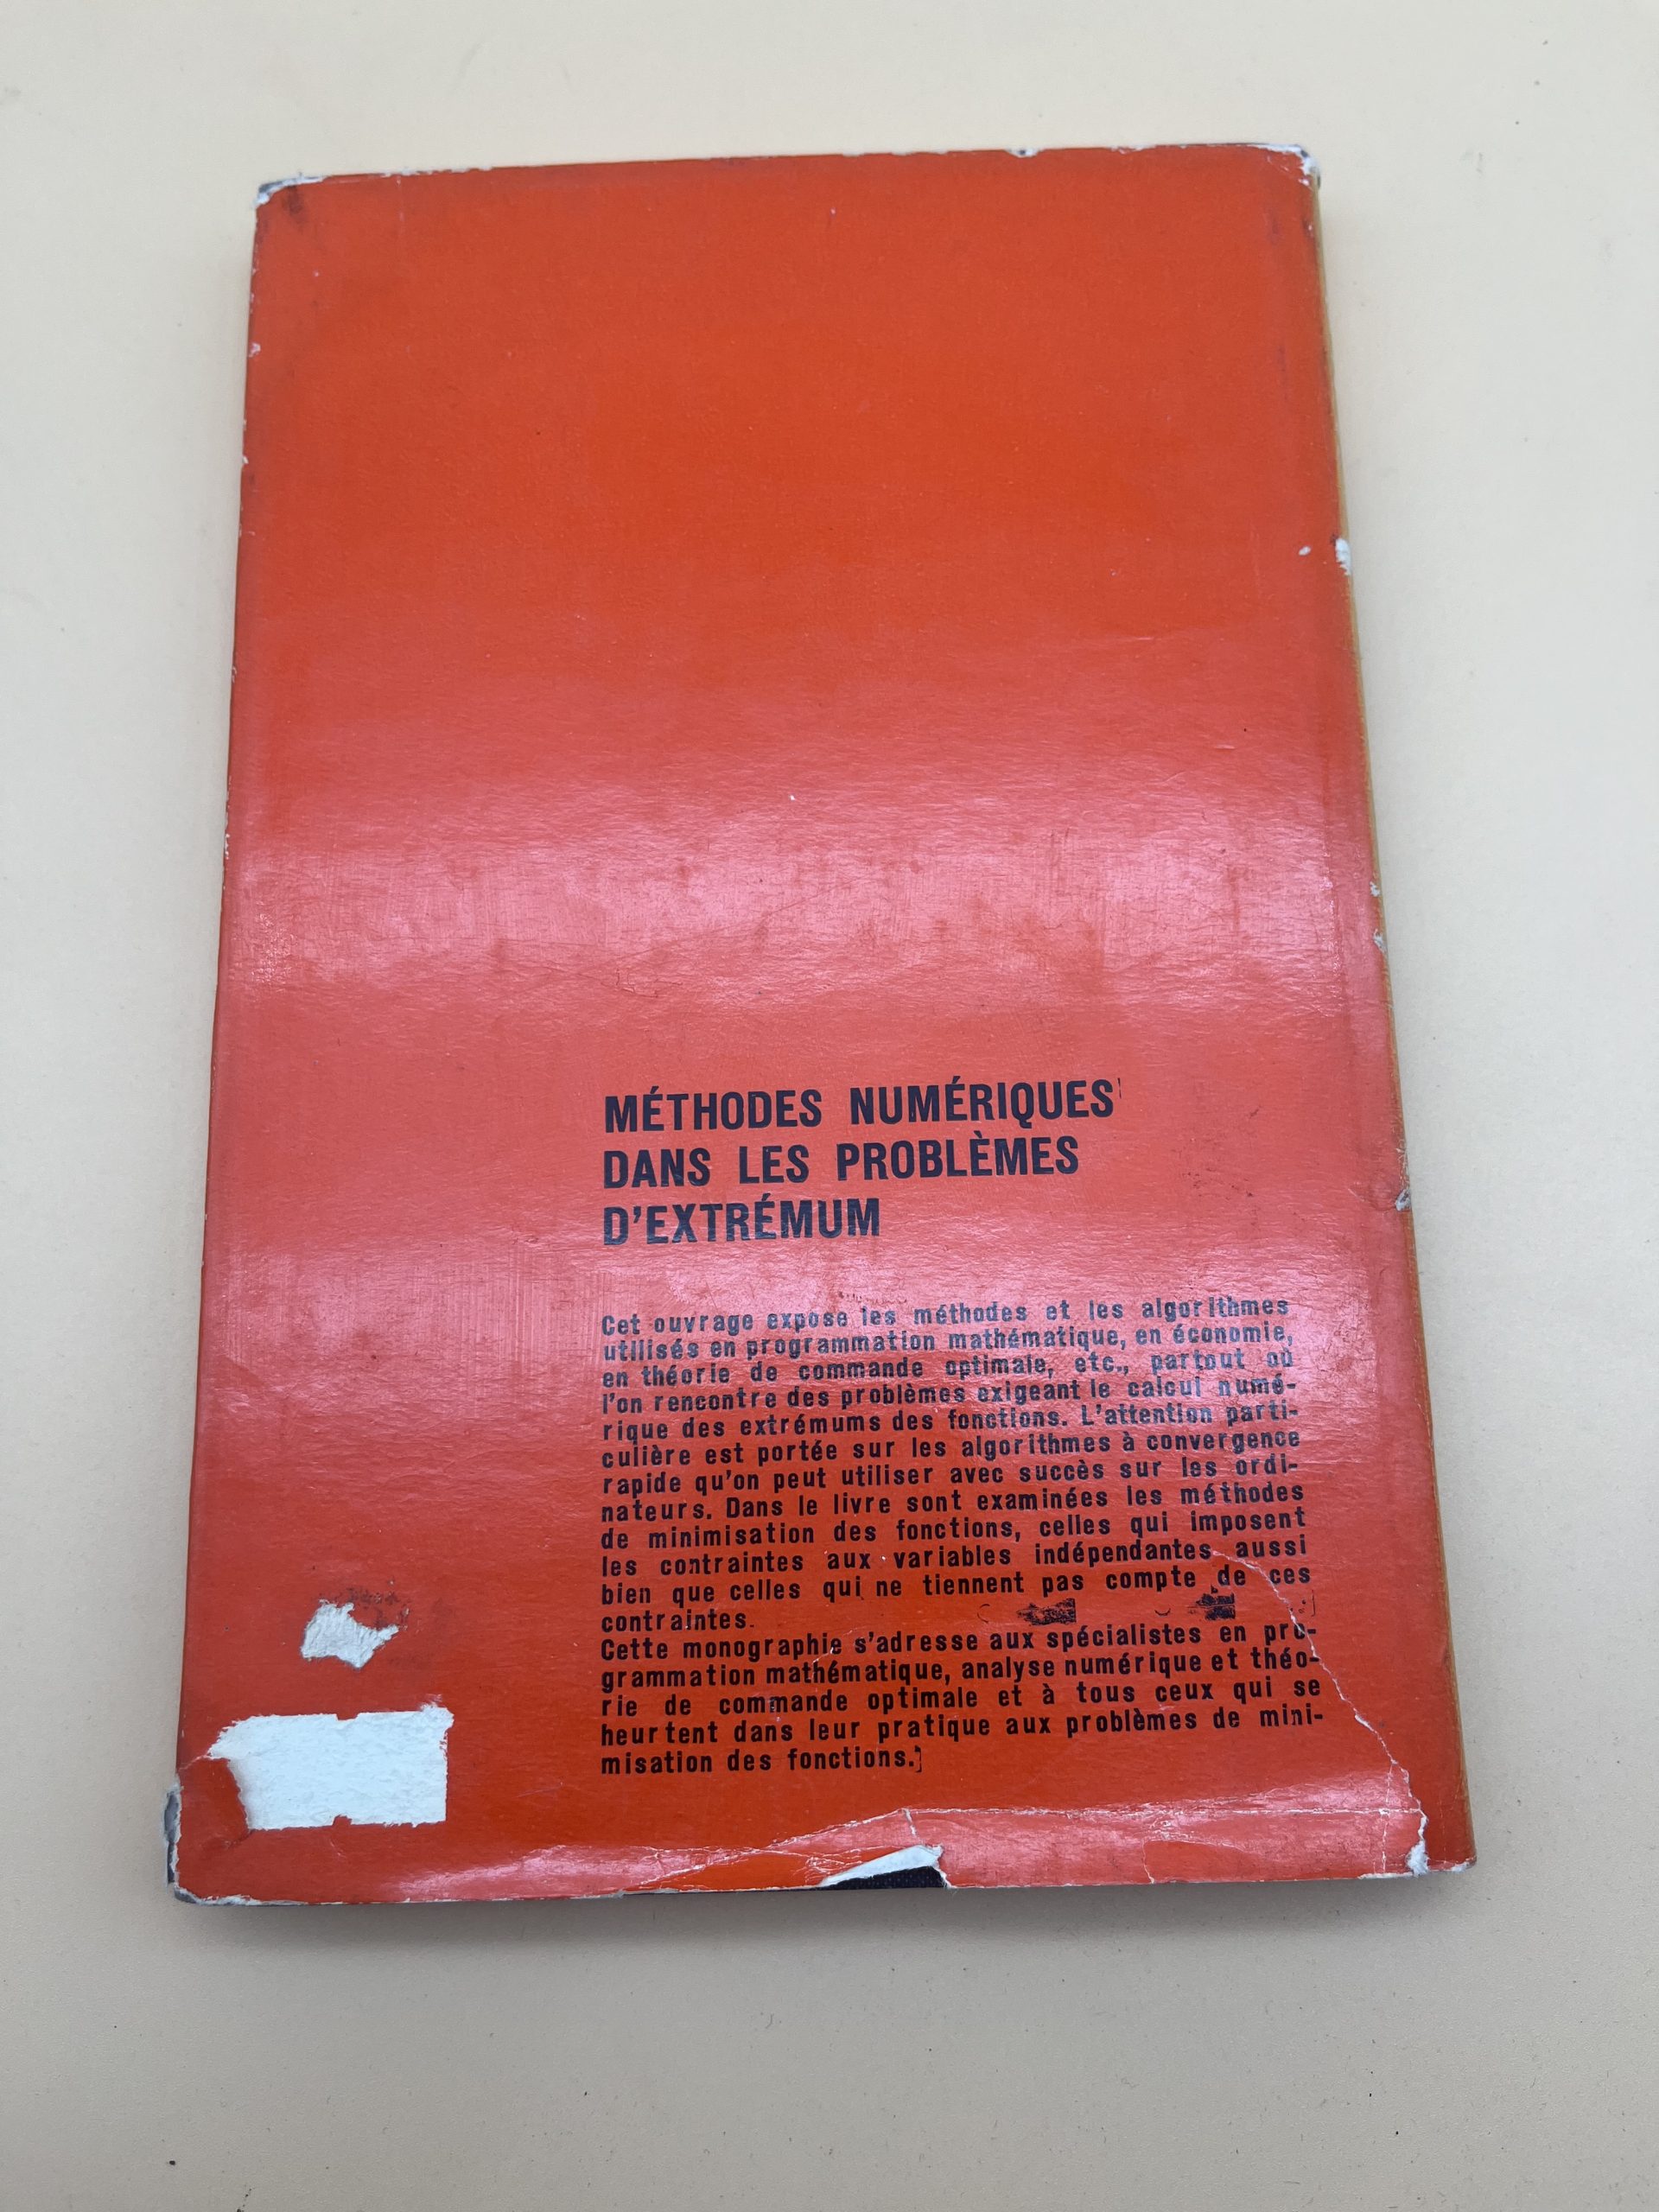 MÉTHODES NUMÉRIQUES
DANS LES PROBLÈMES
D'EXTRÉMUM
Cet ouvrage expose les méthodes et les algorithmes
utilisés en programmation mathématique, en économie,
en théorie de commande optimale, etc., partout où
l'on rencontre des problèmes exigeant le calcul numé-
rique des extrémums des fonctions. L'attention parti-
culière est portée sur les algorithmes à convergence
rapide qu'on peut utiliser avec succès sur les ordi-
nateurs. Dans le livre sont examinées les méthodes
de minimisation des fonctions, celles qui imposent
les contraintes aux variables indépendantes aussi
bien que celles qui ne tiennent pas compte de ces
contraintes.
Cette monographie s'adresse aux spécialistes en pro-
grammation mathématique, analyse numérique et théo-
rie de commande optimale et à tous ceux qui se
heurtent dans leur pratique aux problèmes de mini-
misation des fonctions.